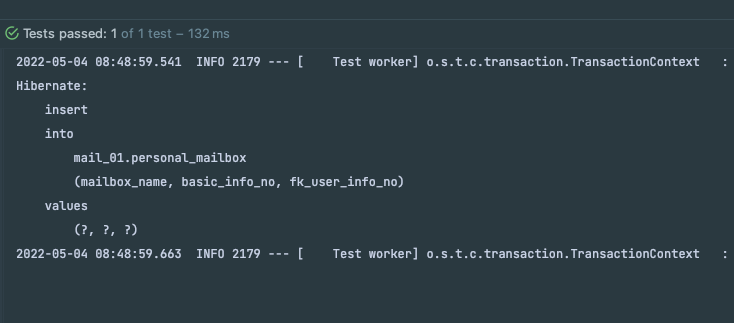 Tests passed: 1 of 1 test – 132 ms
2022-05-04 08:48:59.541  INFO 2179 --- [    Test worker] o.s.t.c.transaction.TransactionContext   :
Hibernate:
    insert
    into
        mail_01.personal_mailbox
        (mailbox_name, basic_info_no, fk_user_info_no)
    values
        (?, ?, ?)
2022-05-04 08:48:59.663  INFO 2179 --- [    Test worker] o.s.t.c.transaction.TransactionContext   :